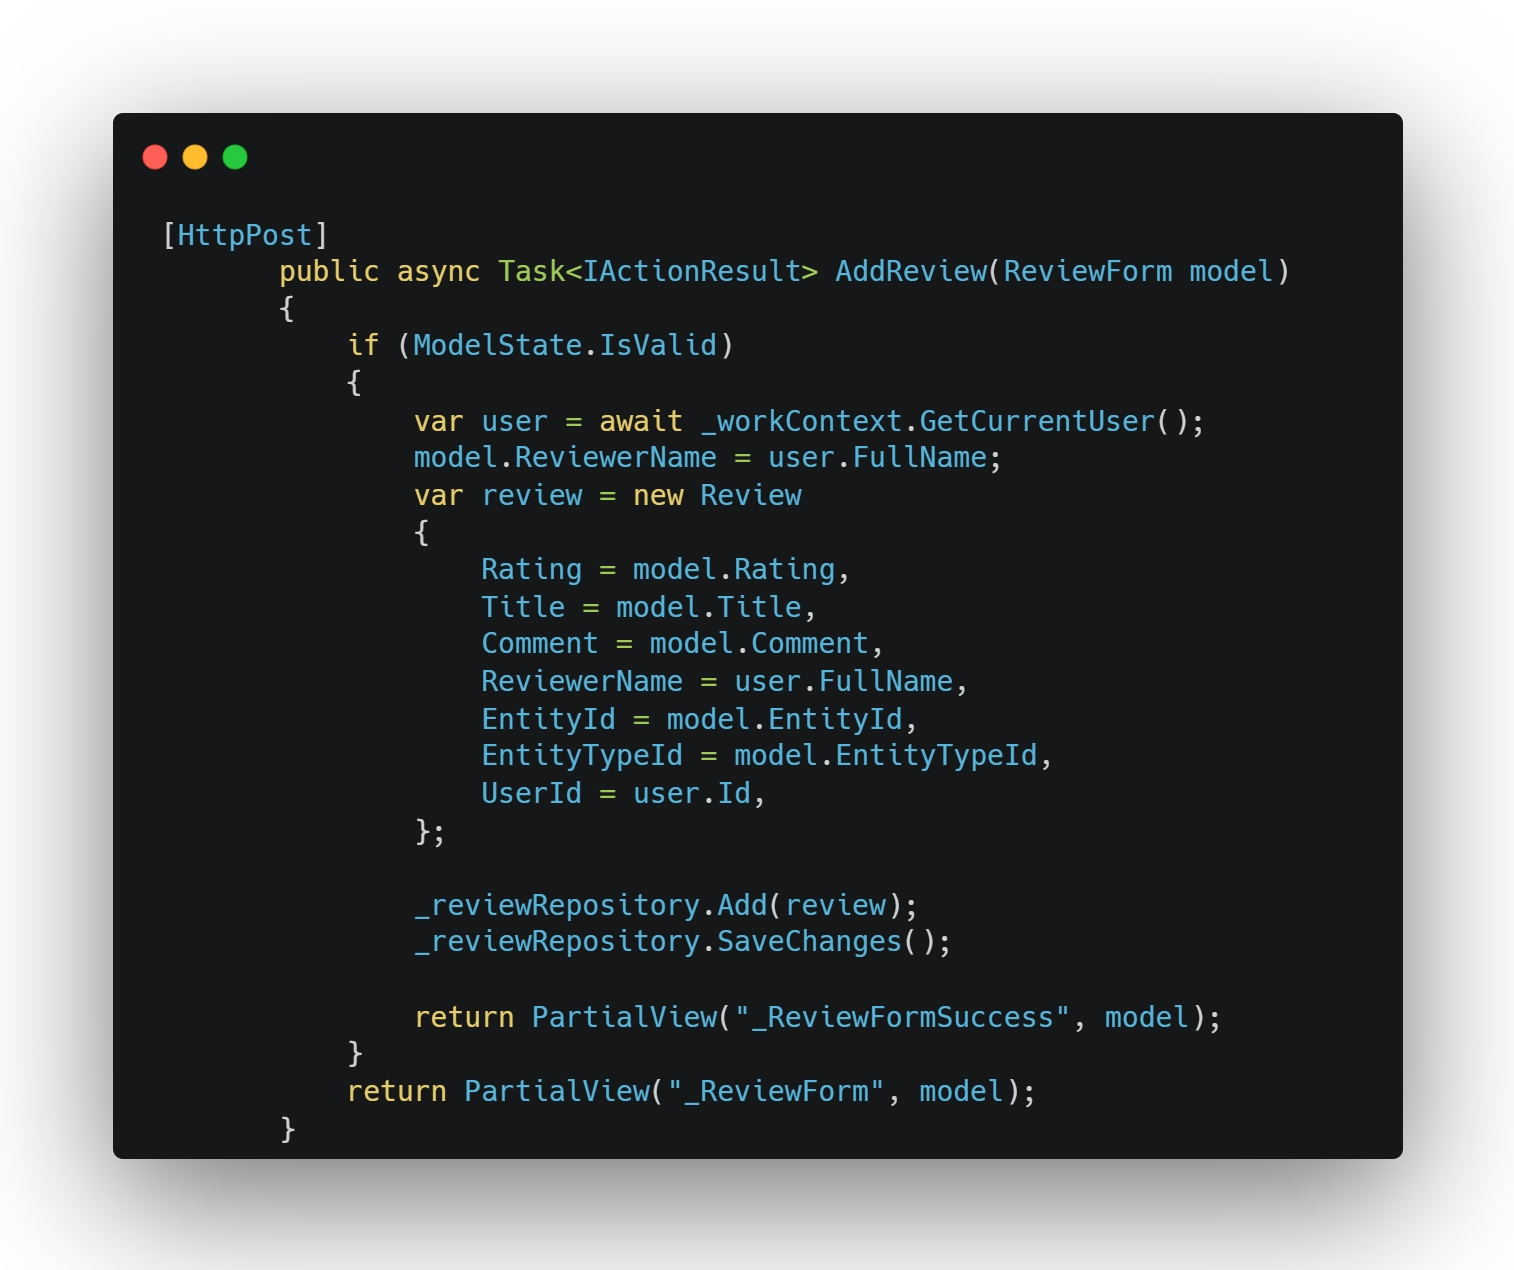 [HttpPost]
public async Task<IActionResult> AddReview(ReviewForm model)
{
if (ModelState.IsValid)
{
var user = await _workContext.GetCurrentUser();
model.ReviewerName = user.FullName;
var review = new Review
{
Rating = model.Rating,
Title = model.Title,
Comment = model.Comment,
ReviewerName = user.FullName,
EntityId = model.EntityId,
EntityTypeId = model.EntityTypeId,
UserId = user.Id,
};
_reviewRepository.Add(review);
_reviewRepository.SaveChanges();
return PartialView("_ReviewFormSuccess", model);
}
return PartialView("_ReviewForm", model);
}